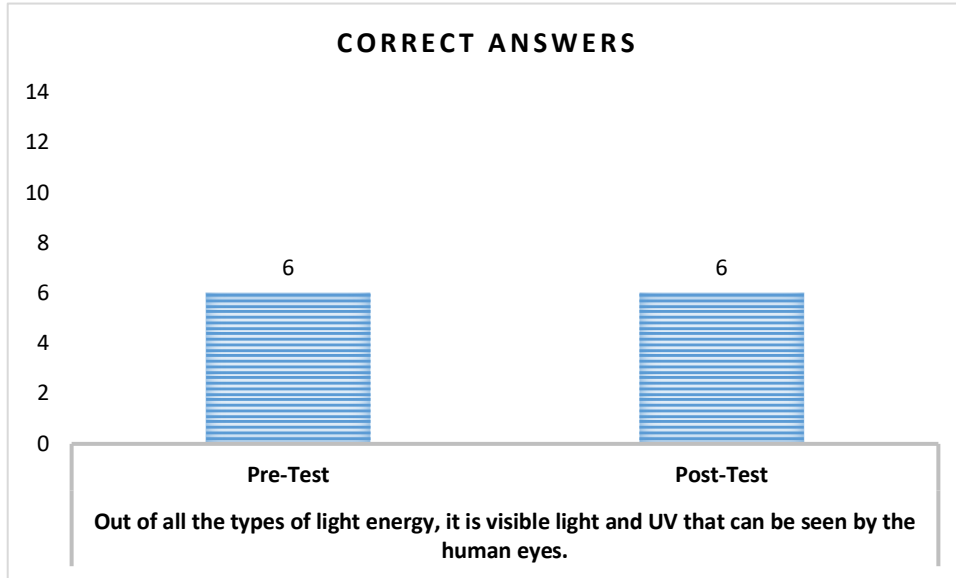 CORRECT ANSWERS
14
12
10
8
6
4
2
0
6
6
Pre-Test
Post-Test
Out of all the types of light energy, it is visible light and UV that can be seen by the
human eyes.